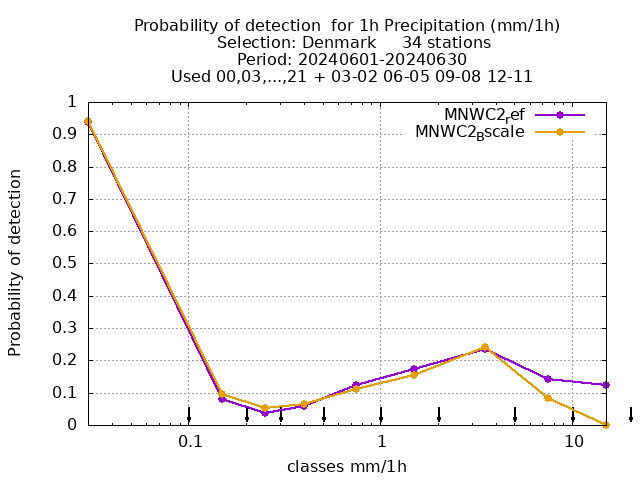 Probability of detection  for 1h Precipitation (mm/1h)
Selection: Denmark     34 stations
Period: 20240601-20240630
Used 00,03,...,21 + 03-02 06-05 09-08 12-11
MNWC2ref
MNWC2Bscale
1
0.9
0.8
0.7
0.6
0.5
0.4
0.3
0.2
0.1
0
Probability of detection
0.1 1 10
classes mm/1h